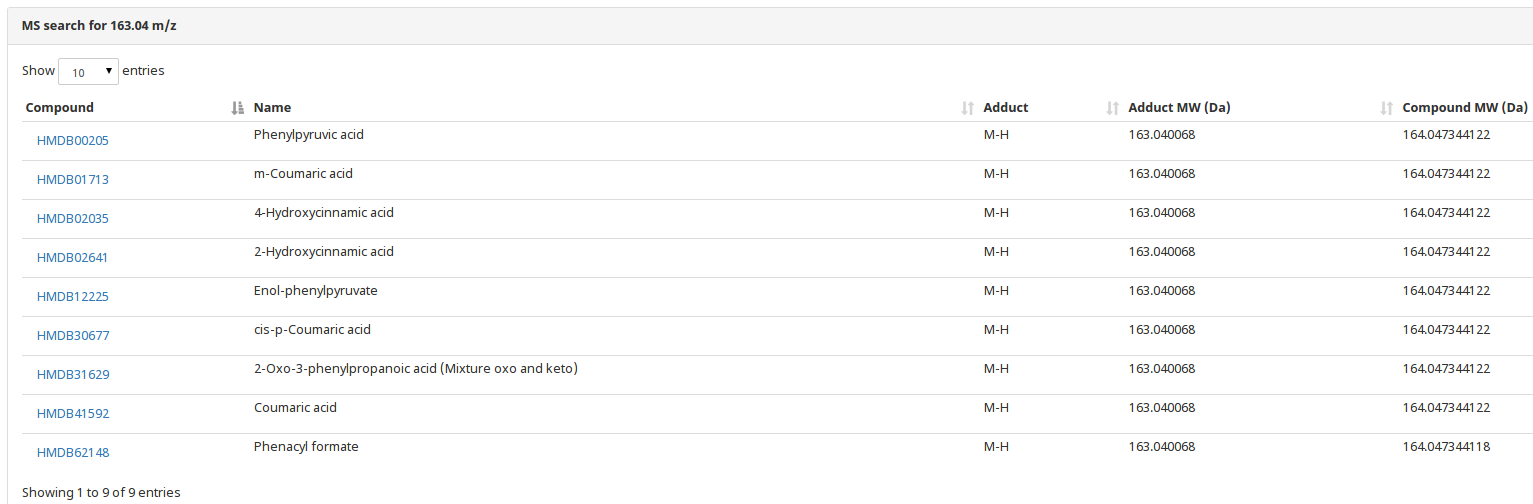 MS search for 163.04 m/z
Show 10 entries
Compound Name Adduct Adduct MW (Da) Compound MW (Da)
HMDB00205 Phenylpyruvic acid M-H 163.040068 164.047344122
HMDB01713 m-Coumaric acid M-H 163.040068 164.047344122
HMDB02035 4-Hydroxycinnamic acid M-H 163.040068 164.047344122
HMDB02641 2-Hydroxycinnamic acid M-H 163.040068 164.047344122
HMDB12225 Enol-phenylpyruvate M-H 163.040068 164.047344122
HMDB30677 cis-p-Coumaric acid M-H 163.040068 164.047344122
HMDB31629 2-Oxo-3-phenylpropanoic acid (Mixture oxo and keto) M-H 163.040068 164.047344122
HMDB41592 Coumaric acid M-H 163.040068 164.047344122
HMDB62148 Phenacyl formate M-H 163.040068 164.047344118
Showing 1 to 9 of 9 entries